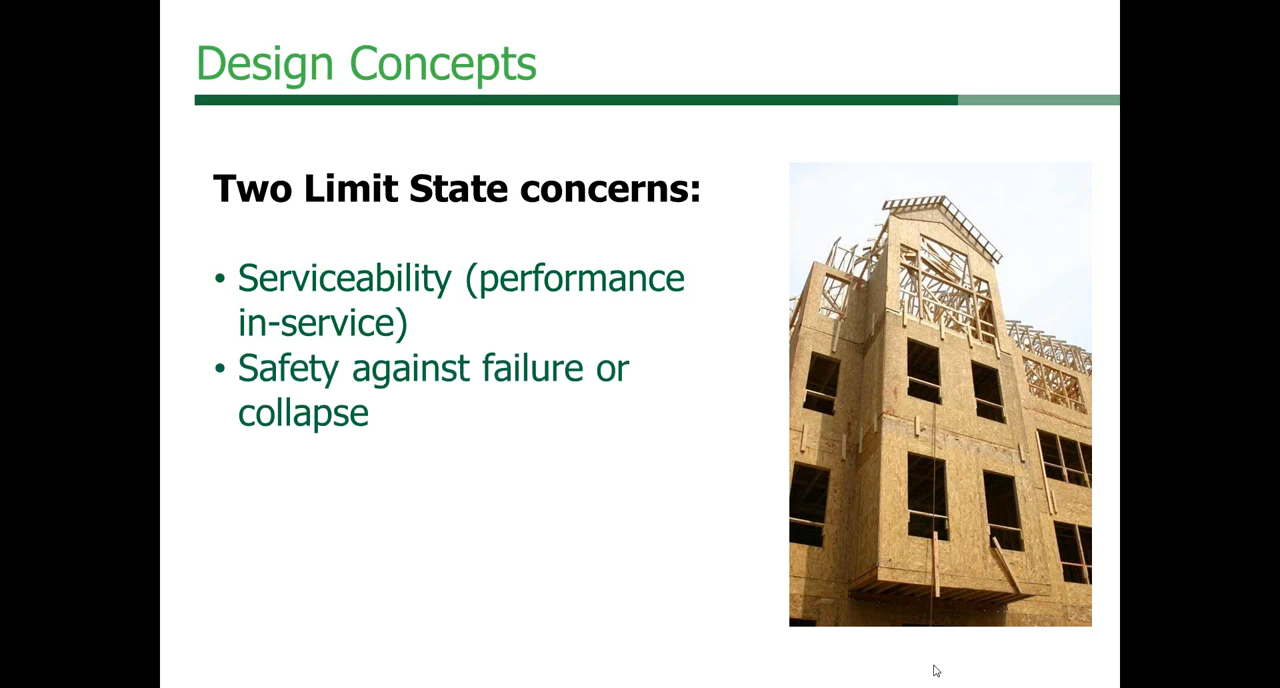 Design Concepts
Two Limit State concerns:
• Serviceability (performance
in-service)
• Safety against failure or
collapse